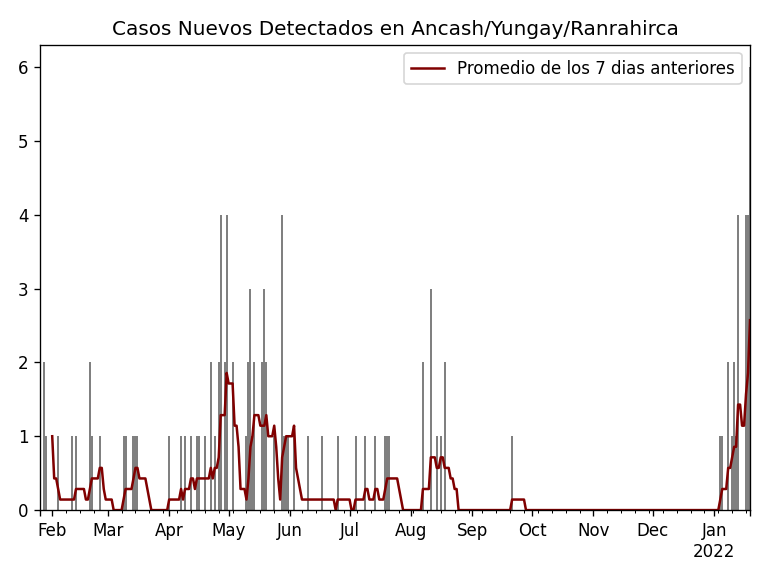 Casos Nuevos Detectados en Ancash/Yungay/Ranrahirca
Promedio de los 7 dias anteriores
6
5
4
3
2
1
0
Feb Mar Apr May Jun Jul Aug Sep Oct Nov Dec Jan
2022